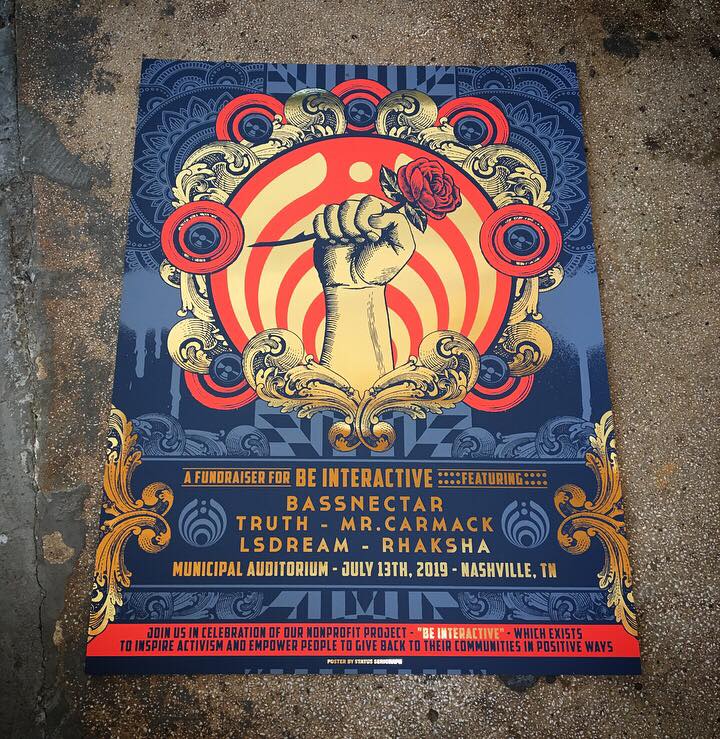 A FUNDRAISER FOR BE INTERACTIVE FEATURING
BASSNECTAR
TRUTH - MR.CARMACK
LSDREAM - RHAKSHA
MUNICIPAL AUDITORIUM - JULY 13TH, 2019 - NASHVILLE, TN
JOIN US IN CELEBRATION OF OUR NONPROFIT PROJECT - "BE INTERACTIVE" - WHICH EXISTS
TO INSPIRE ACTIVISM AND EMPOWER PEOPLE TO GIVE BACK TO THEIR COMMUNITIES IN POSITIVE WAYS
POSTER BY STATUS SERIGRAPH